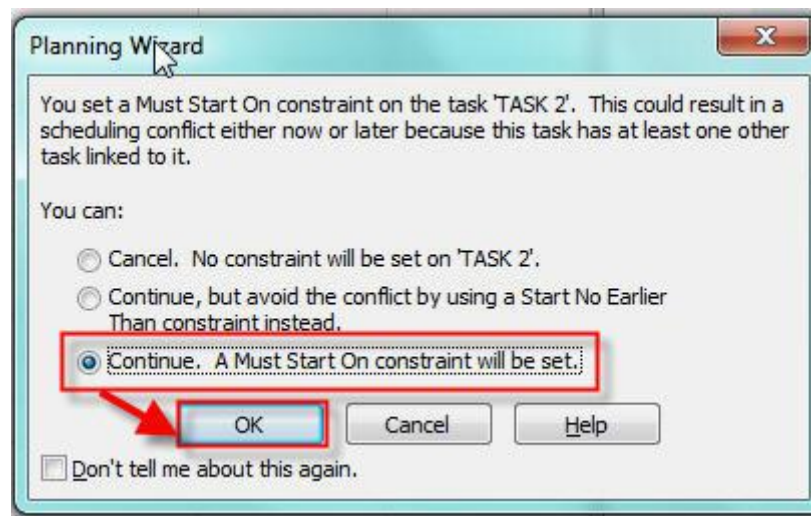 Planning Wizard
You set a Must Start On constraint on the task 'TASK 2'.  This could result in a
scheduling conflict either now or later because this task has at least one other
task linked to it.
You can:
Cancel.  No constraint will be set on 'TASK 2'.
Continue, but avoid the conflict by using a Start No Earlier
Than constraint instead.
Continue.  A Must Start On constraint will be set.
OK Cancel Help
Don't tell me about this again.